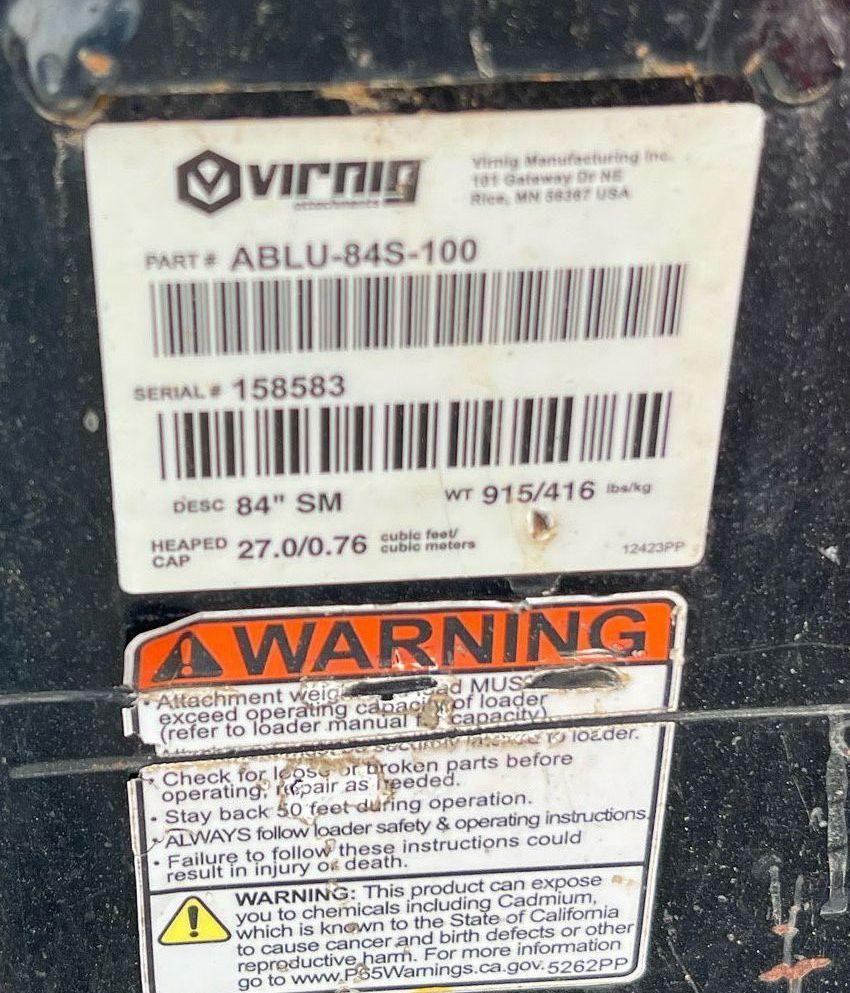 virnig
attachments
Virnig Manufacturing Inc.
101 Gateway Dr NE
Rice, MN 56367 USA
PART # ABLU-84S-100
SERIAL # 158583
DESC 84" SM
WT 915/416 lbs/kg
HEAPED CAP 27.0/0.76 cubic feet/ cubic meters
12423PP
WARNING
• Attachment MUS
exceed operating capacity of loader
(refer to loader manual capacity)
to loader.
• Check for loose or broken parts before
operating, repair as needed.
• Stay back 50 feet during operation.
• ALWAYS follow loader safety & operating instructions.
• Failure to follow these instructions could
result in injury or death.
WARNING: This product can expose
you to chemicals including Cadmium,
which is known to the State of California
to cause cancer and birth defects or other
reproductive harm. For more information
go to www.P65Warnings.ca.gov. 5262PP